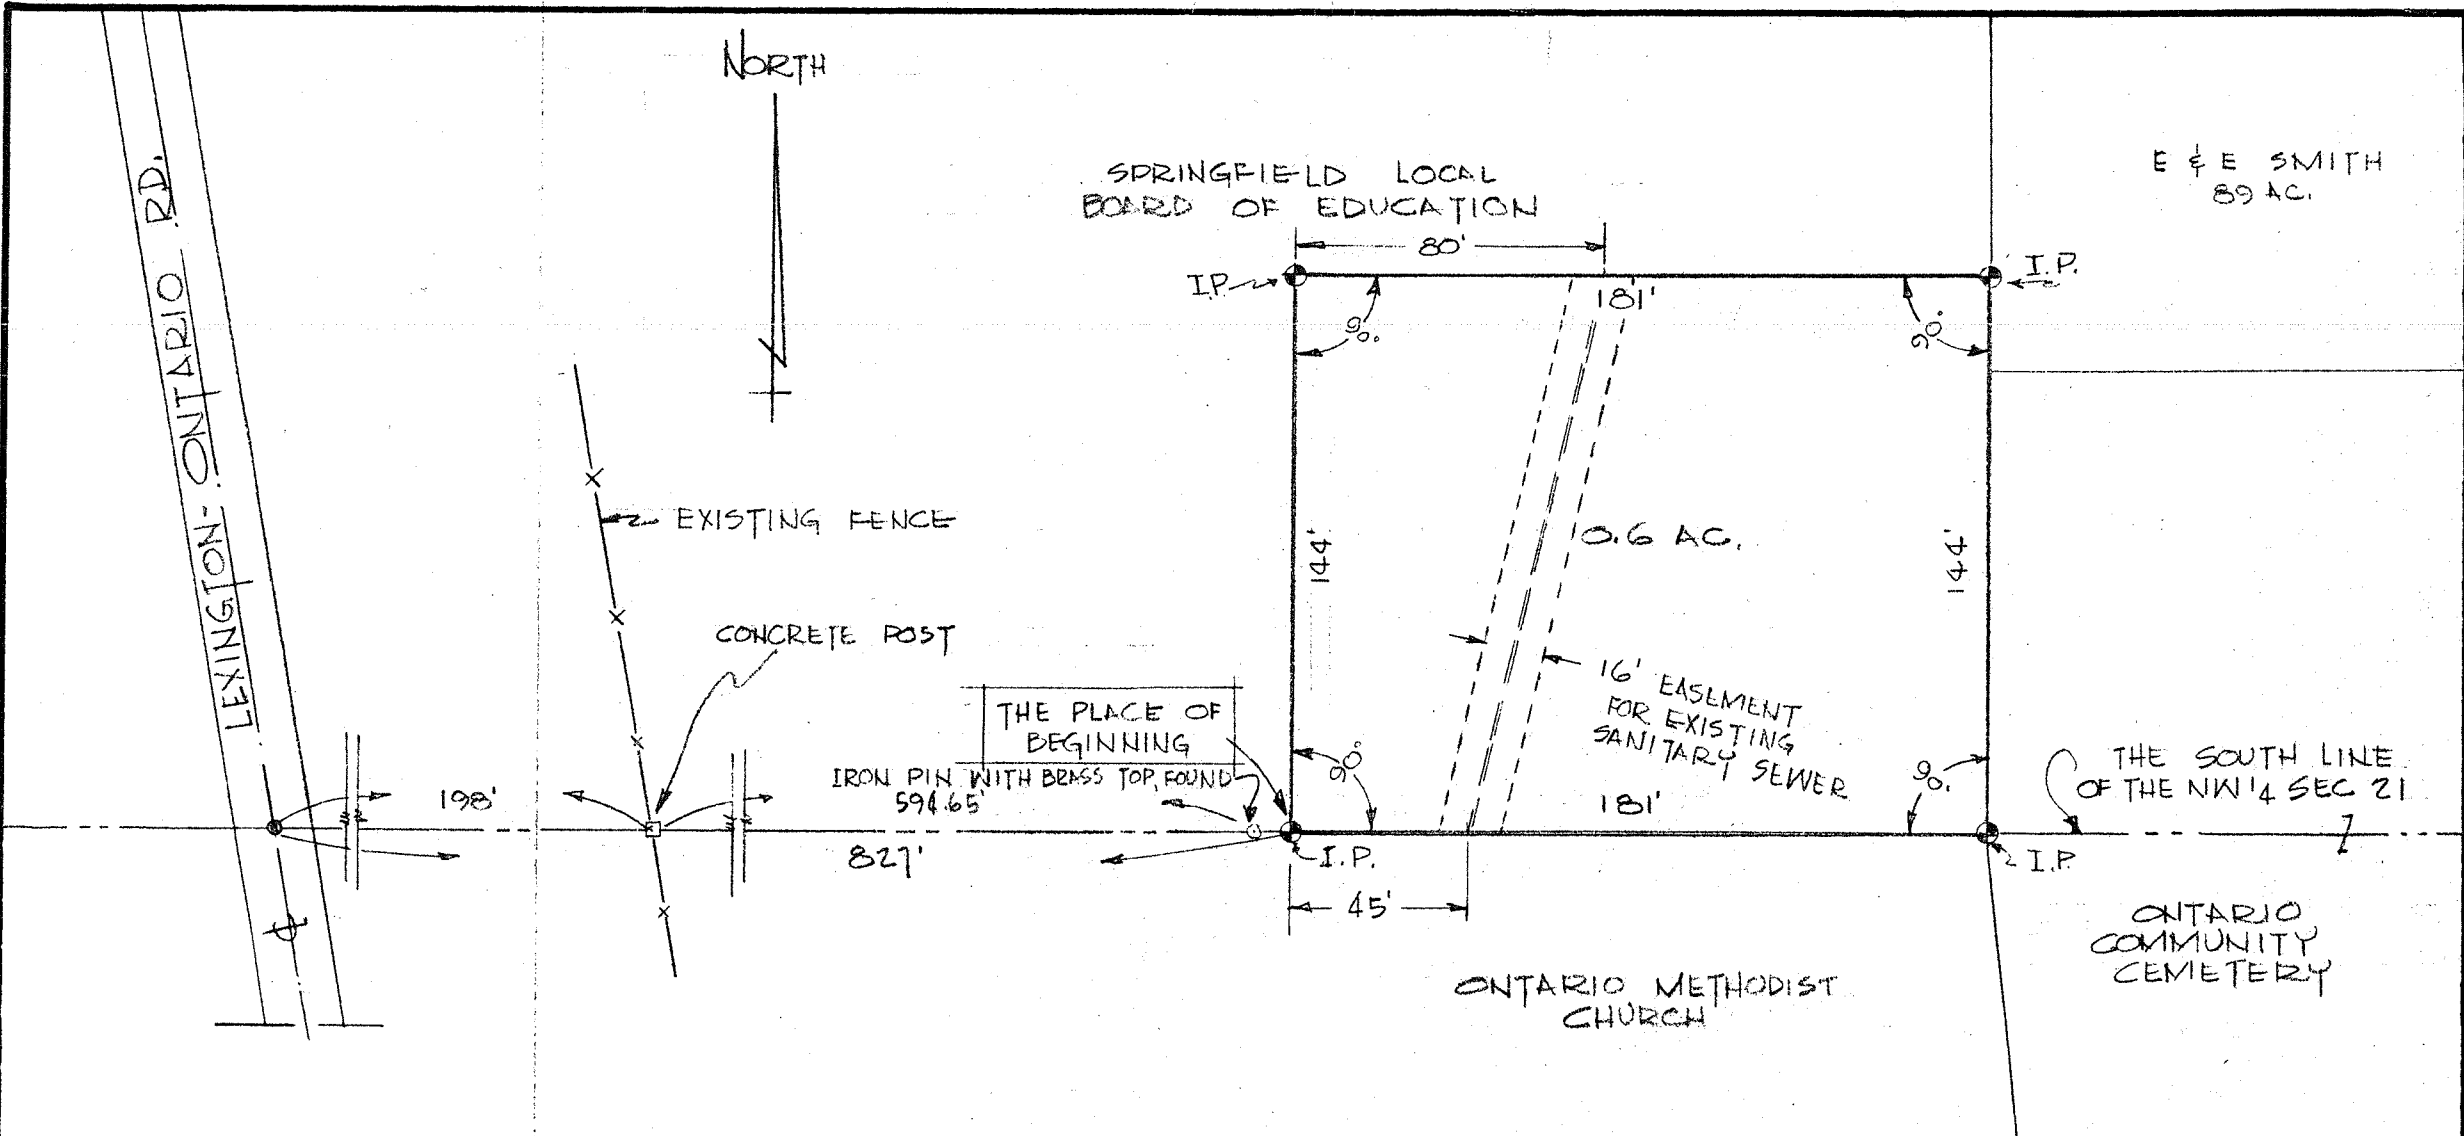 NORTH
SPRINGFIELD LOCAL
BOARD OF EDUCATION
E & E SMITH
89 AC.
80'
I.P.
I.P.
181'
90.
90.
LEXINGTON-ONTARIO RD.
EXISTING FENCE
0.6 AC.
144'
144'
CONCRETE POST
16' EASEMENT
FOR EXISTING
SANITARY SEWER
THE PLACE OF
BEGINNING
IRON PIN WITH BRASS TOP, FOUND
594.65'
198'
90.
90.
181'
THE SOUTH LINE
OF THE NW 1/4 SEC 21
827'
I.P.
I.P.
45'
ONTARIO
COMMUNITY
CEMETERY
ONTARIO METHODIST
CHURCH